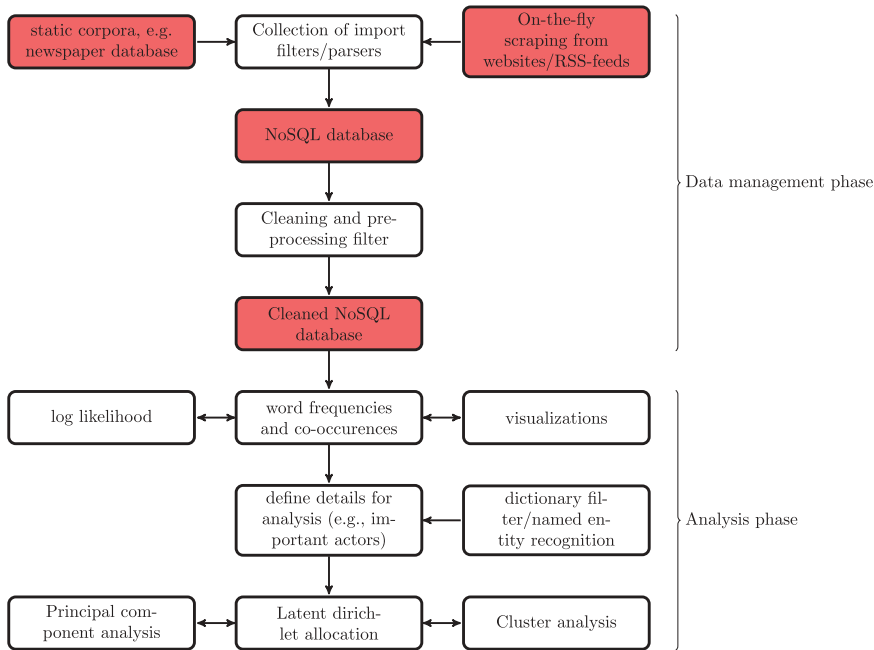 static corpora, e.g.
newspaper database
Collection of import
filters/parsers
On-the-fly
scraping from
websites/RSS-feeds
NoSQL database
Cleaning and pre-
processing filter
Cleaned NoSQL
database
Data management phase
log likelihood
word frequencies
and co-occurences
visualizations
define details for
analysis (e.g., im-
portant actors)
dictionary fil-
ter/named en-
tity recognition
Analysis phase
Principal com-
ponent analysis
Latent dirich-
let allocation
Cluster analysis